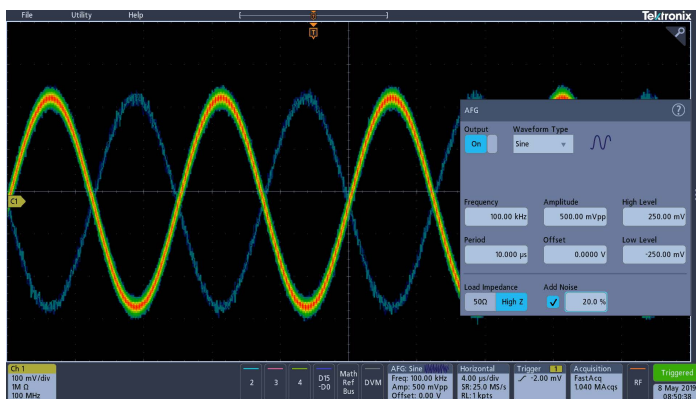 File Utility Help Tektronix
T
C1
AFG ?
Output Waveform Type
On Sine
Frequency Amplitude High Level
100.00 kHz 500.00 mVpp 250.00 mV
Period Offset Low Level
10.000 µs 0.0000 V -250.00 mV
Load Impedance Add Noise
50Ω High Z 20.0 %
Ch 1
100 mV/div
1M Ω
100 MHz
2 3 4
D15
-D0
Math
Ref
Bus
DVM
AFG: Sine
Freq: 100.00 kHz
Amp: 500 mVpp
Offset: 0.00 V
Horizontal
4.00 µs/div
SR: 25.0 MS/s
RL: 1 kpts
Trigger 1
-2.00 mV
Acquisition
FastAcq
1.040 MAcqs
RF
Triggered
8 May 2019
08:50:38